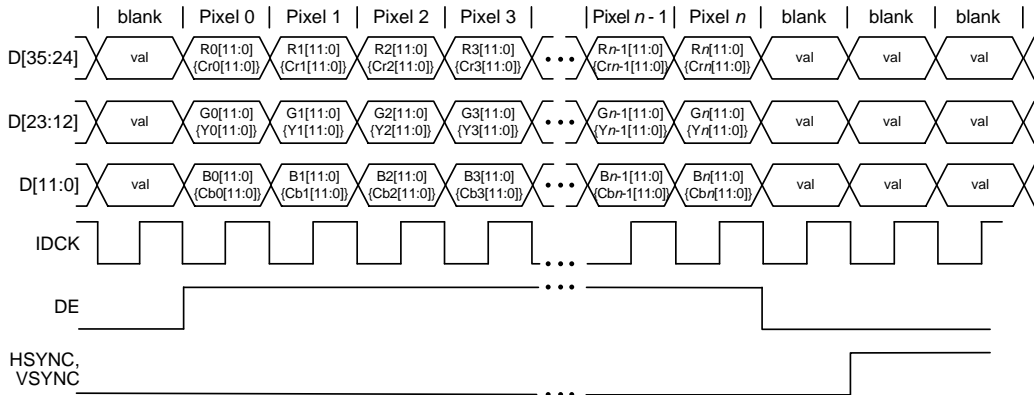 blank Pixel 0 Pixel 1 Pixel 2 Pixel 3 Pixel n - 1 Pixel n blank blank blank
D[35:24] val R0[11:0] R1[11:0] R2[11:0] R3[11:0] ••• Rn-1[11:0] Rn[11:0] val val val
{Cr0[11:0]} {Cr1[11:0]} {Cr2[11:0]} {Cr3[11:0]} {Crn-1[11:0]} {Crn[11:0]}
D[23:12] val G0[11:0] G1[11:0] G2[11:0] G3[11:0] ••• Gn-1[11:0] Gn[11:0] val val val
{Y0[11:0]} {Y1[11:0]} {Y2[11:0]} {Y3[11:0]} {Yn-1[11:0]} {Yn[11:0]}
D[11:0] val B0[11:0] B1[11:0] B2[11:0] B3[11:0] ••• Bn-1[11:0] Bn[11:0] val val val
{Cb0[11:0]} {Cb1[11:0]} {Cb2[11:0]} {Cb3[11:0]} {Cbn-1[11:0]} {Cbn[11:0]}
IDCK •••
DE •••
HSYNC,
VSYNC •••